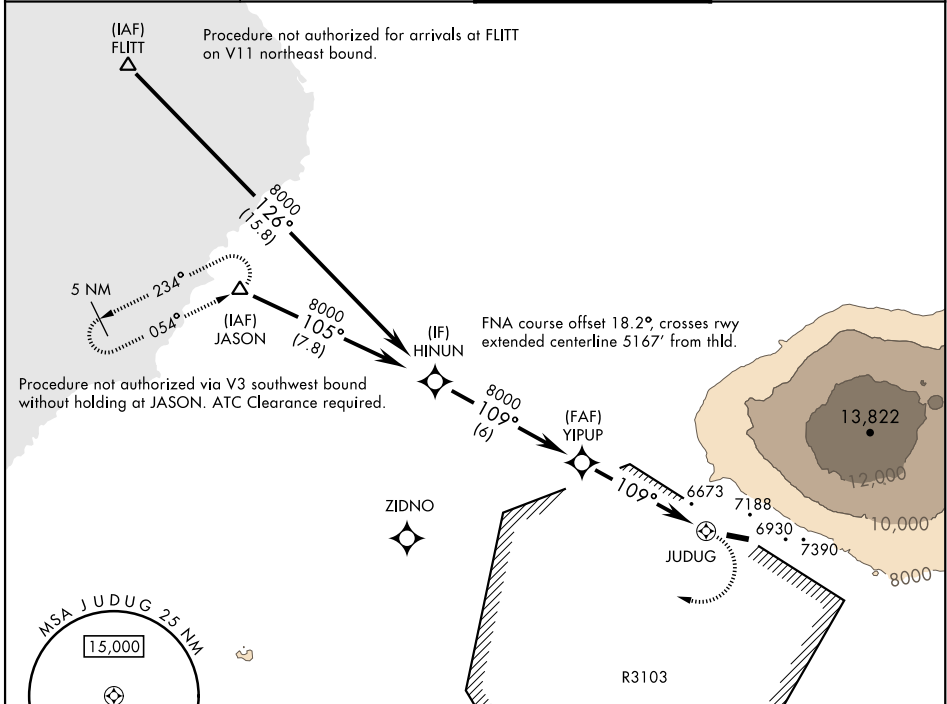 (IAF)
FLITT
Procedure not authorized for arrivals at FLITT
on V11 northeast bound.
8000
126°
(15.8)
5 NM
234°
054°
(IAF)
JASON
8000
105°
(7.8)
(IF)
HINUN
FNA course offset 18.2°, crosses rwy
extended centerline 5167' from thld.
Procedure not authorized via V3 southwest bound
without holding at JASON. ATC Clearance required.
8000
109°
(6)
(FAF)
YIPUP
13,822
12,000
109°
6673
7188
10,000
ZIDNO
6930
7390
JUDUG
8000
MSA JUDUG 25 NM
15,000
R3103